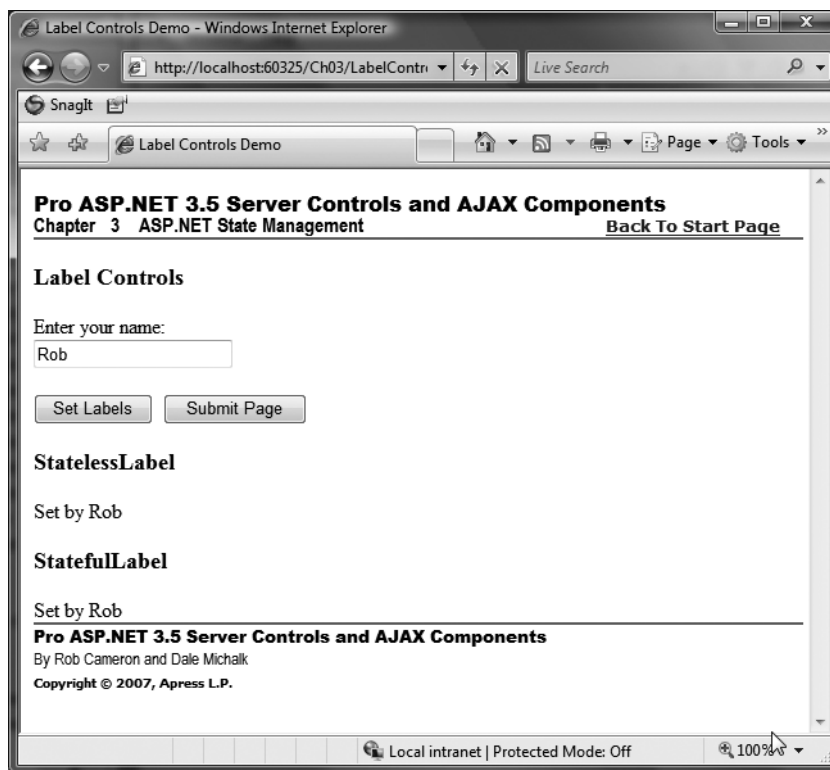 Label Controls Demo - Windows Internet Explorer
http://localhost:60325/Ch03/LabelContr
Live Search
SnagIt
Label Controls Demo
Page
Tools
Pro ASP.NET 3.5 Server Controls and AJAX Components
Chapter 3 ASP.NET State Management
Back To Start Page
Label Controls
Enter your name:
Rob
Set Labels Submit Page
StatelessLabel
Set by Rob
StatefulLabel
Set by Rob
Pro ASP.NET 3.5 Server Controls and AJAX Components
By Rob Cameron and Dale Michalk
Copyright © 2007, Apress L.P.
Local intranet | Protected Mode: Off
100%